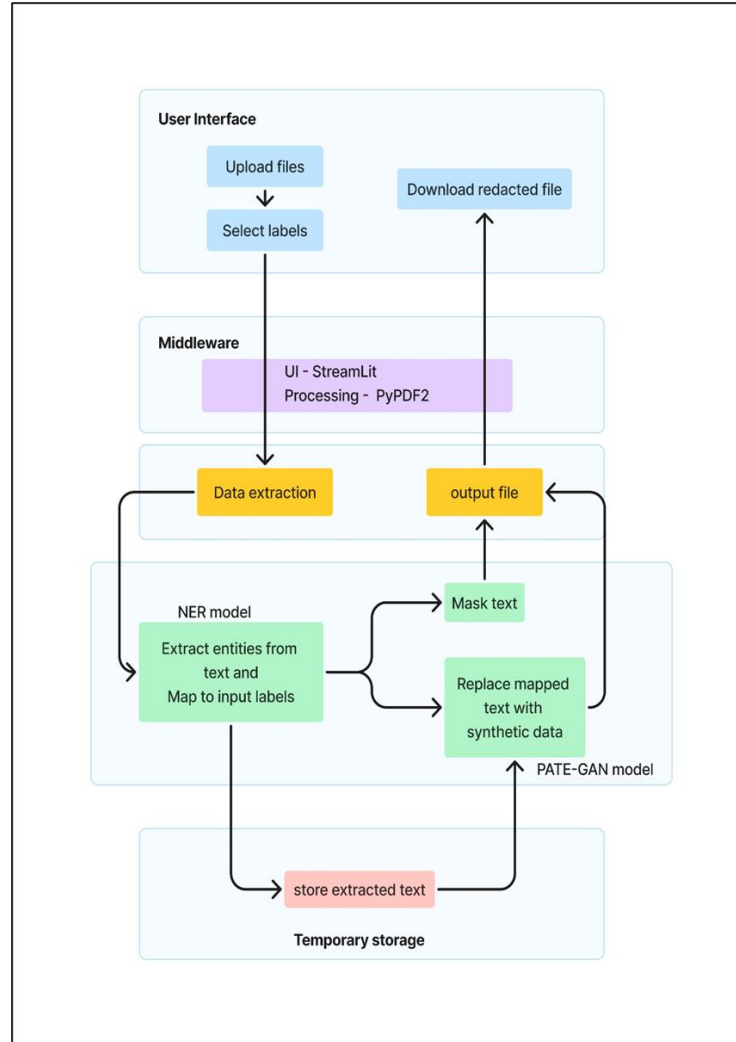 User Interface
Upload files
Select labels
Download redacted file
Middleware
UI - StreamLit
Processing - PyPDF2
Data extraction
output file
NER model
Extract entities from
text and
Map to input labels
Mask text
Replace mapped
text with
synthetic data
PATE-GAN model
store extracted text
Temporary storage